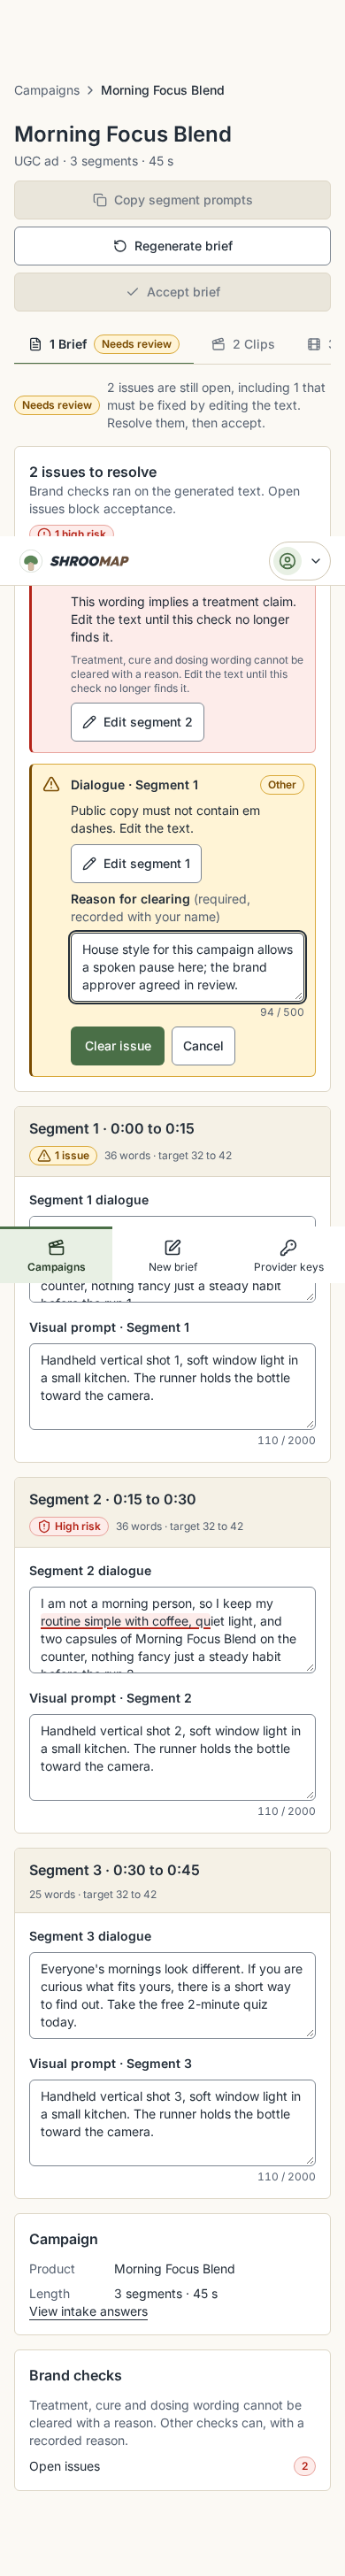 Campaigns > Morning Focus Blend
Morning Focus Blend
UGC ad · 3 segments · 45 s
Copy segment prompts
Regenerate brief
Accept brief
1 Brief Needs review 2 Clips
Needs review
2 issues are still open, including 1 that
must be fixed by editing the text.
Resolve them, then accept.
2 issues to resolve
Brand checks ran on the generated text. Open
issues block acceptance.
1 high risk
SHROOMAP
This wording implies a treatment claim.
Edit the text until this check no longer
finds it.
Treatment, cure and dosing wording cannot be
cleared with a reason. Edit the text until this
check no longer finds it.
Edit segment 2
Dialogue · Segment 1 Other
Public copy must not contain em
dashes. Edit the text.
Edit segment 1
Reason for clearing (required,
recorded with your name)
House style for this campaign allows
a spoken pause here; the brand
approver agreed in review.
94 / 500
Clear issue Cancel
Segment 1 · 0:00 to 0:15
1 issue 36 words · target 32 to 42
Segment 1 dialogue
Campaigns New brief Provider keys
counter, nothing fancy just a steady habit
before the run 1.
Visual prompt · Segment 1
Handheld vertical shot 1, soft window light in
a small kitchen. The runner holds the bottle
toward the camera.
110 / 2000
Segment 2 · 0:15 to 0:30
High risk 36 words · target 32 to 42
Segment 2 dialogue
I am not a morning person, so I keep my
routine simple with coffee, quiet light, and
two capsules of Morning Focus Blend on the
counter, nothing fancy just a steady habit
before the run 2.
Visual prompt · Segment 2
Handheld vertical shot 2, soft window light in
a small kitchen. The runner holds the bottle
toward the camera.
110 / 2000
Segment 3 · 0:30 to 0:45
25 words · target 32 to 42
Segment 3 dialogue
Everyone's mornings look different. If you are
curious what fits yours, there is a short way
to find out. Take the free 2-minute quiz
today.
Visual prompt · Segment 3
Handheld vertical shot 3, soft window light in
a small kitchen. The runner holds the bottle
toward the camera.
110 / 2000
Campaign
Product Morning Focus Blend
Length 3 segments · 45 s
View intake answers
Brand checks
Treatment, cure and dosing wording cannot be
cleared with a reason. Other checks can, with a
recorded reason.
Open issues 2